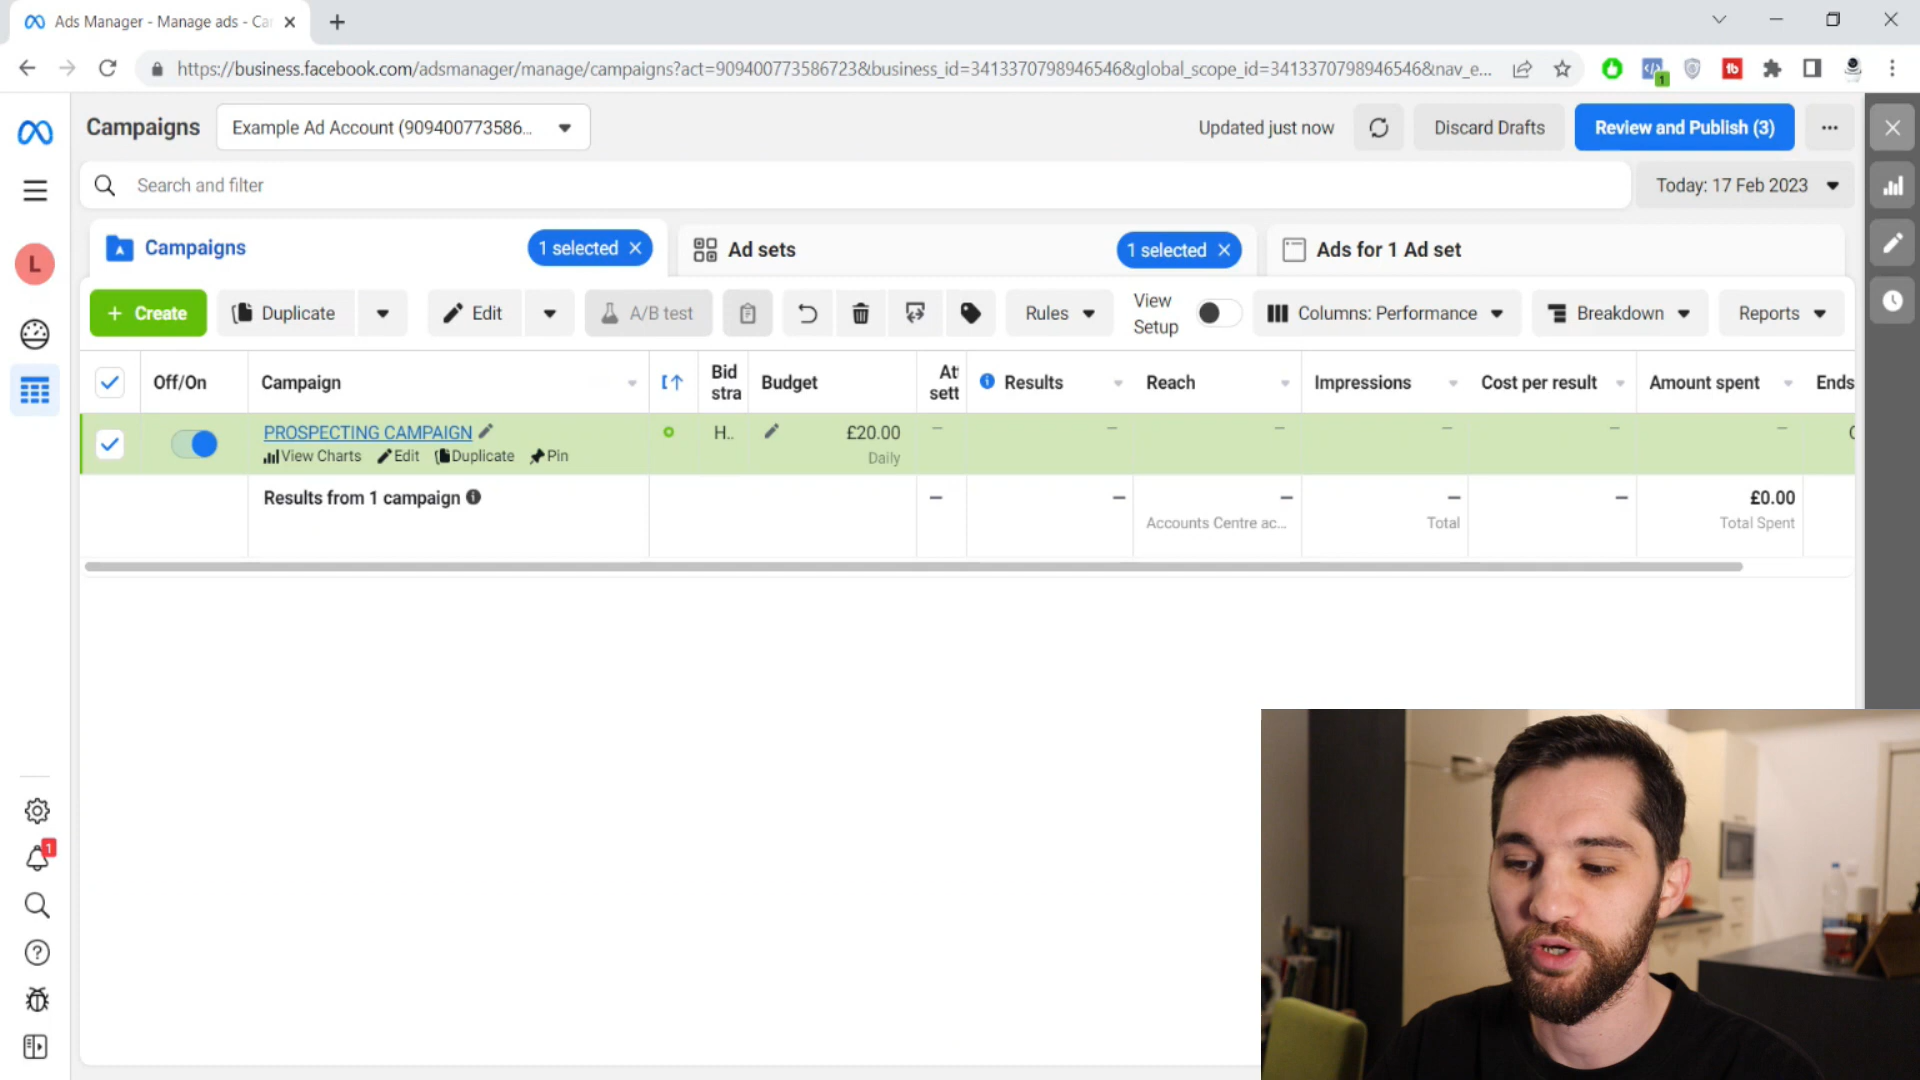 Ads Manager - Manage ads - Ca
https://business.facebook.com/adsmanager/manage/campaigns?act=909400773586723&business_id=3413370798946546&global_scope_id=3413370798946546&nav_e...
1
Campaigns
Example Ad Account (909400773586...
Updated just now
Discard Drafts
Review and Publish (3)
Search and filter
Today: 17 Feb 2023
L
Campaigns
1 selected
Ad sets
1 selected
Ads for 1 Ad set
+ Create
Duplicate
Edit
A/B test
Rules
View Setup
Columns: Performance
Breakdown
Reports
Off/On
Campaign
Bid stra
Budget
At sett
Results
Reach
Impressions
Cost per result
Amount spent
Ends
PROSPECTING CAMPAIGN
H..
£20.00
Daily
—
—
—
—
—
—
View Charts
Edit
Duplicate
Pin
Results from 1 campaign
—
—
—
Accounts Centre ac...
—
Total
—
£0.00
Total Spent
1